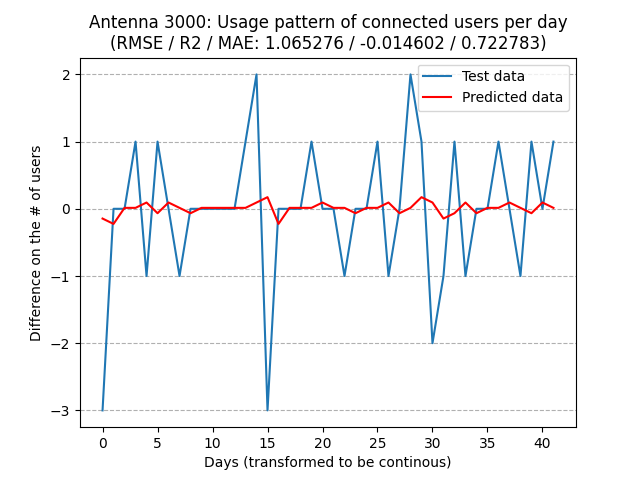 Antenna 3000: Usage pattern of connected users per day
(RMSE / R2 / MAE: 1.065276 / -0.014602 / 0.722783)
Test data
Predicted data
Difference on the # of users
2
1
0
−1
−2
−3
0 5 10 15 20 25 30 35 40
Days (transformed to be continous)